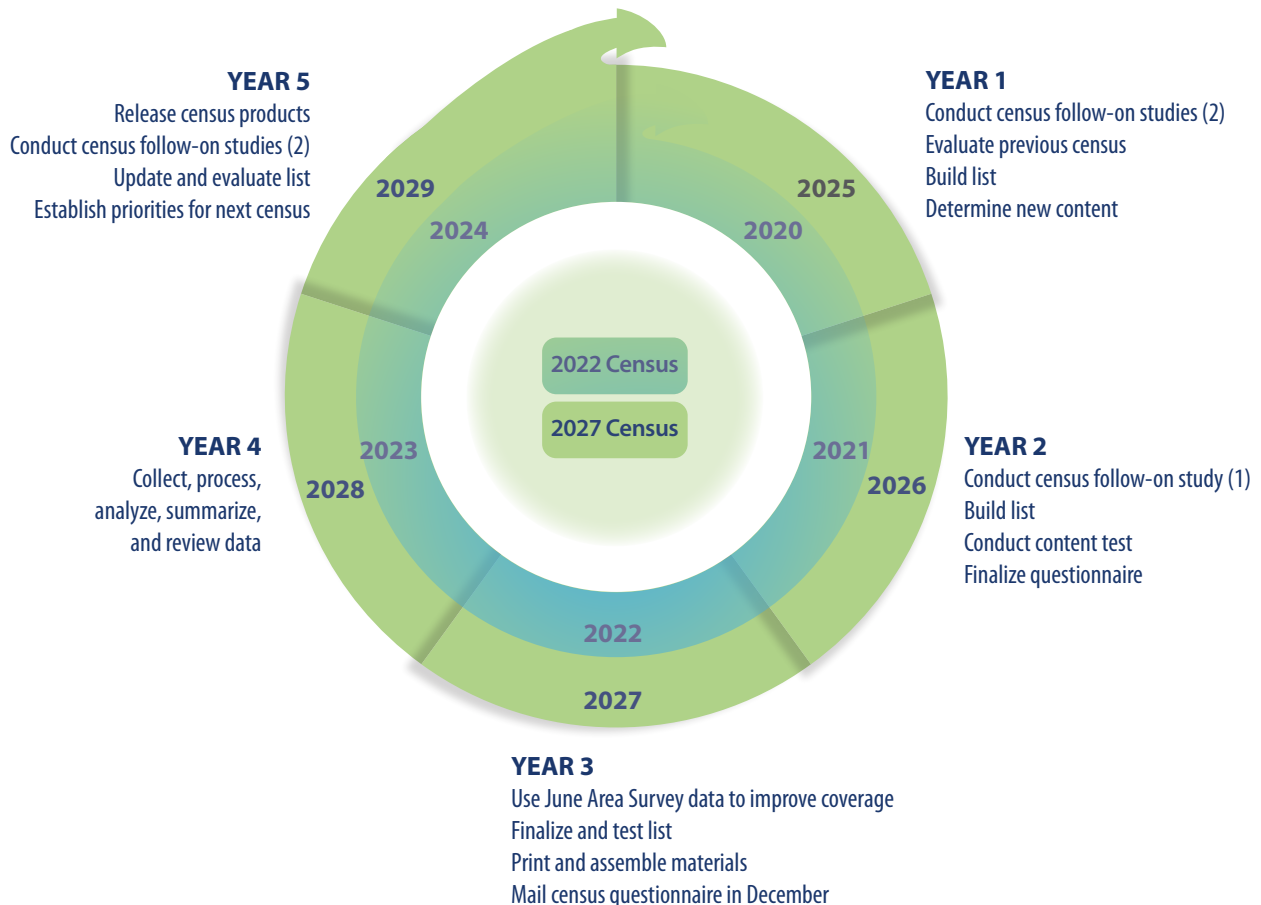 YEAR 5
Release census products
Conduct census follow-on studies (2)
Update and evaluate list
Establish priorities for next census
YEAR 1
Conduct census follow-on studies (2)
Evaluate previous census
Build list
Determine new content
2029
2024
2025
2020
2022 Census
2027 Census
YEAR 4
Collect, process,
analyze, summarize,
and review data
2023
2028
2021
2026
YEAR 2
Conduct census follow-on study (1)
Build list
Conduct content test
Finalize questionnaire
2022
2027
YEAR 3
Use June Area Survey data to improve coverage
Finalize and test list
Print and assemble materials
Mail census questionnaire in December